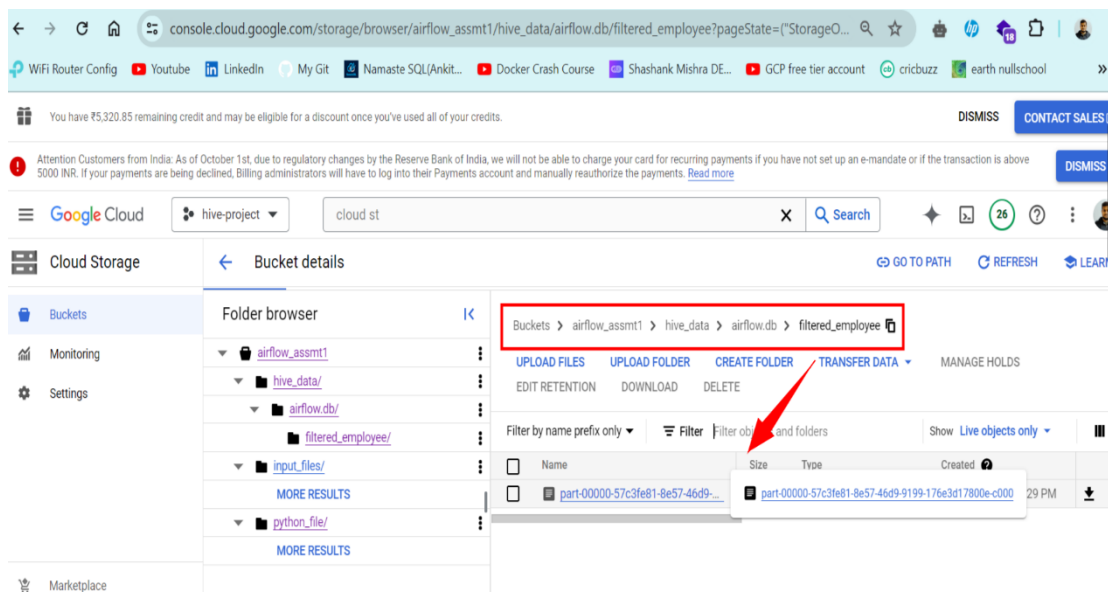 console.cloud.google.com/storage/browser/airflow_assmt1/hive_data/airflow.db/filtered_employee?pageState=("StorageO...
18
WiFi Router Config Youtube LinkedIn My Git Namaste SQL(Ankit... Docker Crash Course Shashank Mishra DE... GCP free tier account cricbuzz earth nullschool
You have ₹5,320.85 remaining credit and may be eligible for a discount once you've used all of your credits. DISMISS CONTACT SALES
Attention Customers from India: As of October 1st, due to regulatory changes by the Reserve Bank of India, we will not be able to charge your card for recurring payments if you have not set up an e-mandate or if the transaction is above
5000 INR. If your payments are being declined, Billing administrators will have to log into their Payments account and manually reauthorize the payments. Read more DISMISS
Google Cloud hive-project cloud st X Search 26
Cloud Storage Bucket details GO TO PATH REFRESH LEARN
Buckets
Monitoring
Settings
Marketplace
Folder browser
airflow_assmt1
hive_data/
airflow.db/
filtered_employee/
input_files/
MORE RESULTS
python_file/
MORE RESULTS
Buckets > airflow_assmt1 > hive_data > airflow.db > filtered_employee
UPLOAD FILES UPLOAD FOLDER CREATE FOLDER TRANSFER DATA MANAGE HOLDS
EDIT RETENTION DOWNLOAD DELETE
Filter by name prefix only Filter Filter and folders Show Live objects only
Name Size Type Created
part-00000-57c3fe81-8e57-46d9-... part-00000-57c3fe81-8e57-46d9-9199-176e3d17800e-c000 29 PM